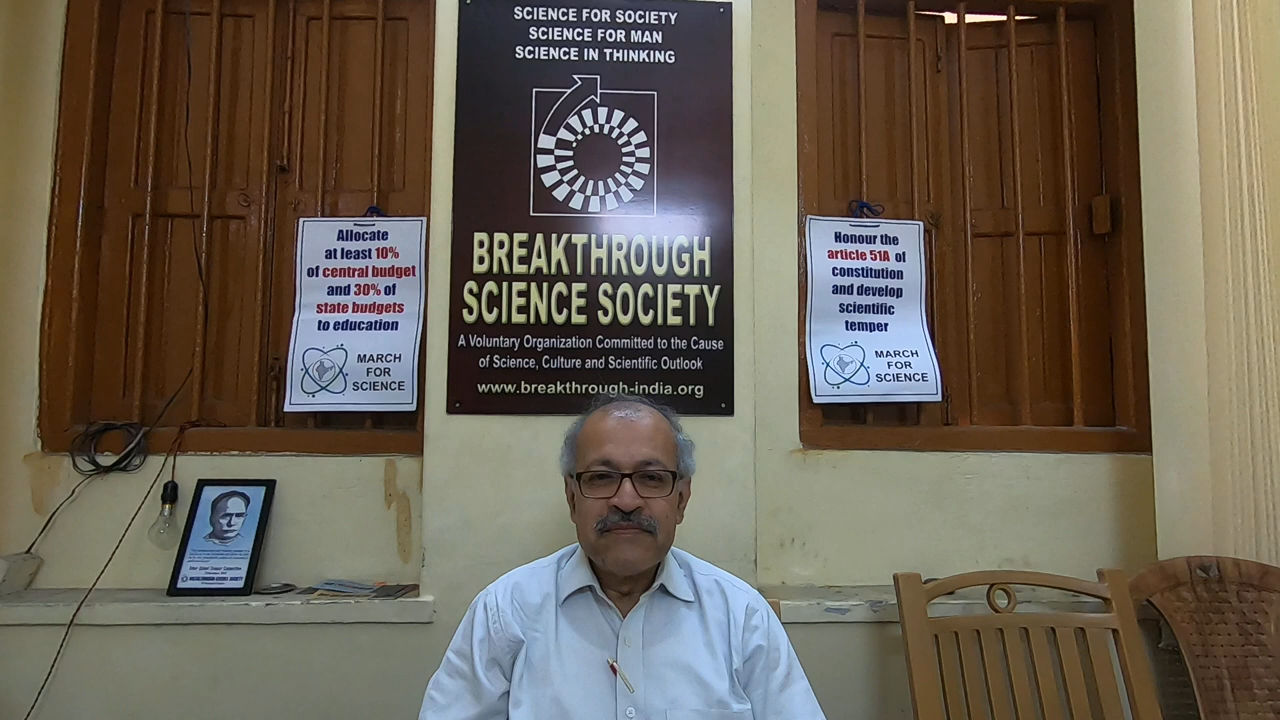 SCIENCE FOR SOCIETY
SCIENCE FOR MAN
SCIENCE IN THINKING
BREAKTHROUGH
SCIENCE SOCIETY
A Voluntary Organization Committed to the Cause
of Science, Culture and Scientific Outlook
www.breakthrough-india.org
Allocate
at least 10%
of central budget
and 30% of
state budgets
to education
MARCH
FOR
SCIENCE
Honour the
article 51A of
constitution
and develop
scientific
temper
MARCH
FOR
SCIENCE
BREAKTHROUGH SCIENCE SOCIETY